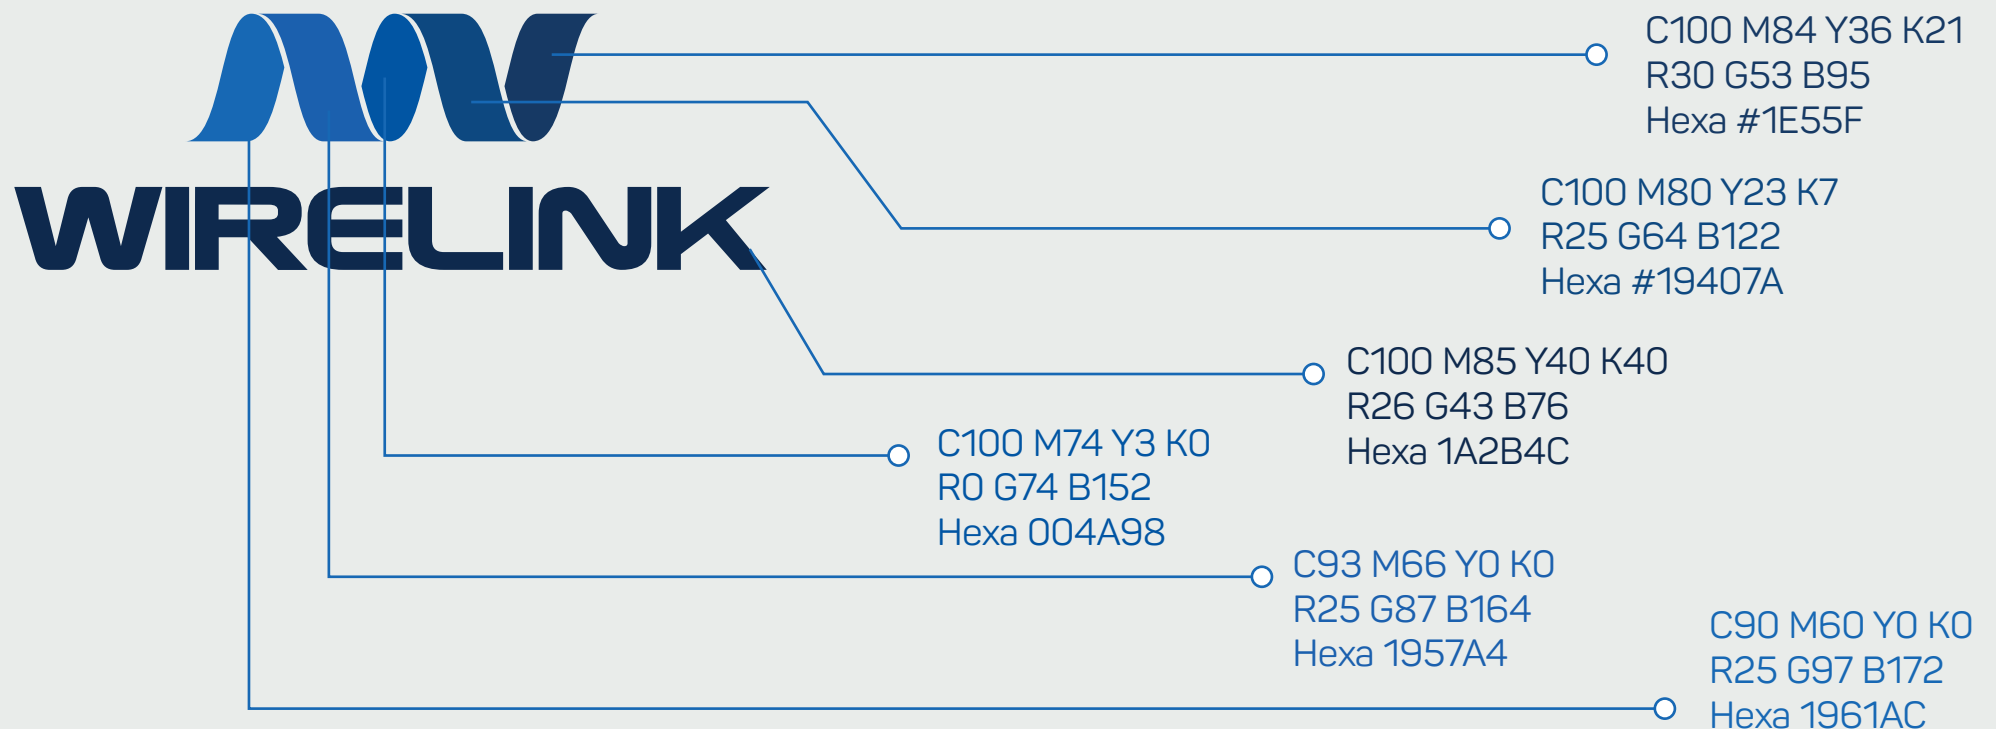 C100 M84 Y36 K21
R30 G53 B95
Hexa #1E55F
WIRELINK
C100 M80 Y23 K7
R25 G64 B122
Hexa #19407A
C100 M85 Y40 K40
R26 G43 B76
Hexa 1A2B4C
C100 M74 Y3 K0
R0 G74 B152
Hexa 004A98
C93 M66 Y0 K0
R25 G87 B164
Hexa 1957A4
C90 M60 Y0 K0
R25 G97 B172
Hexa 1961AC